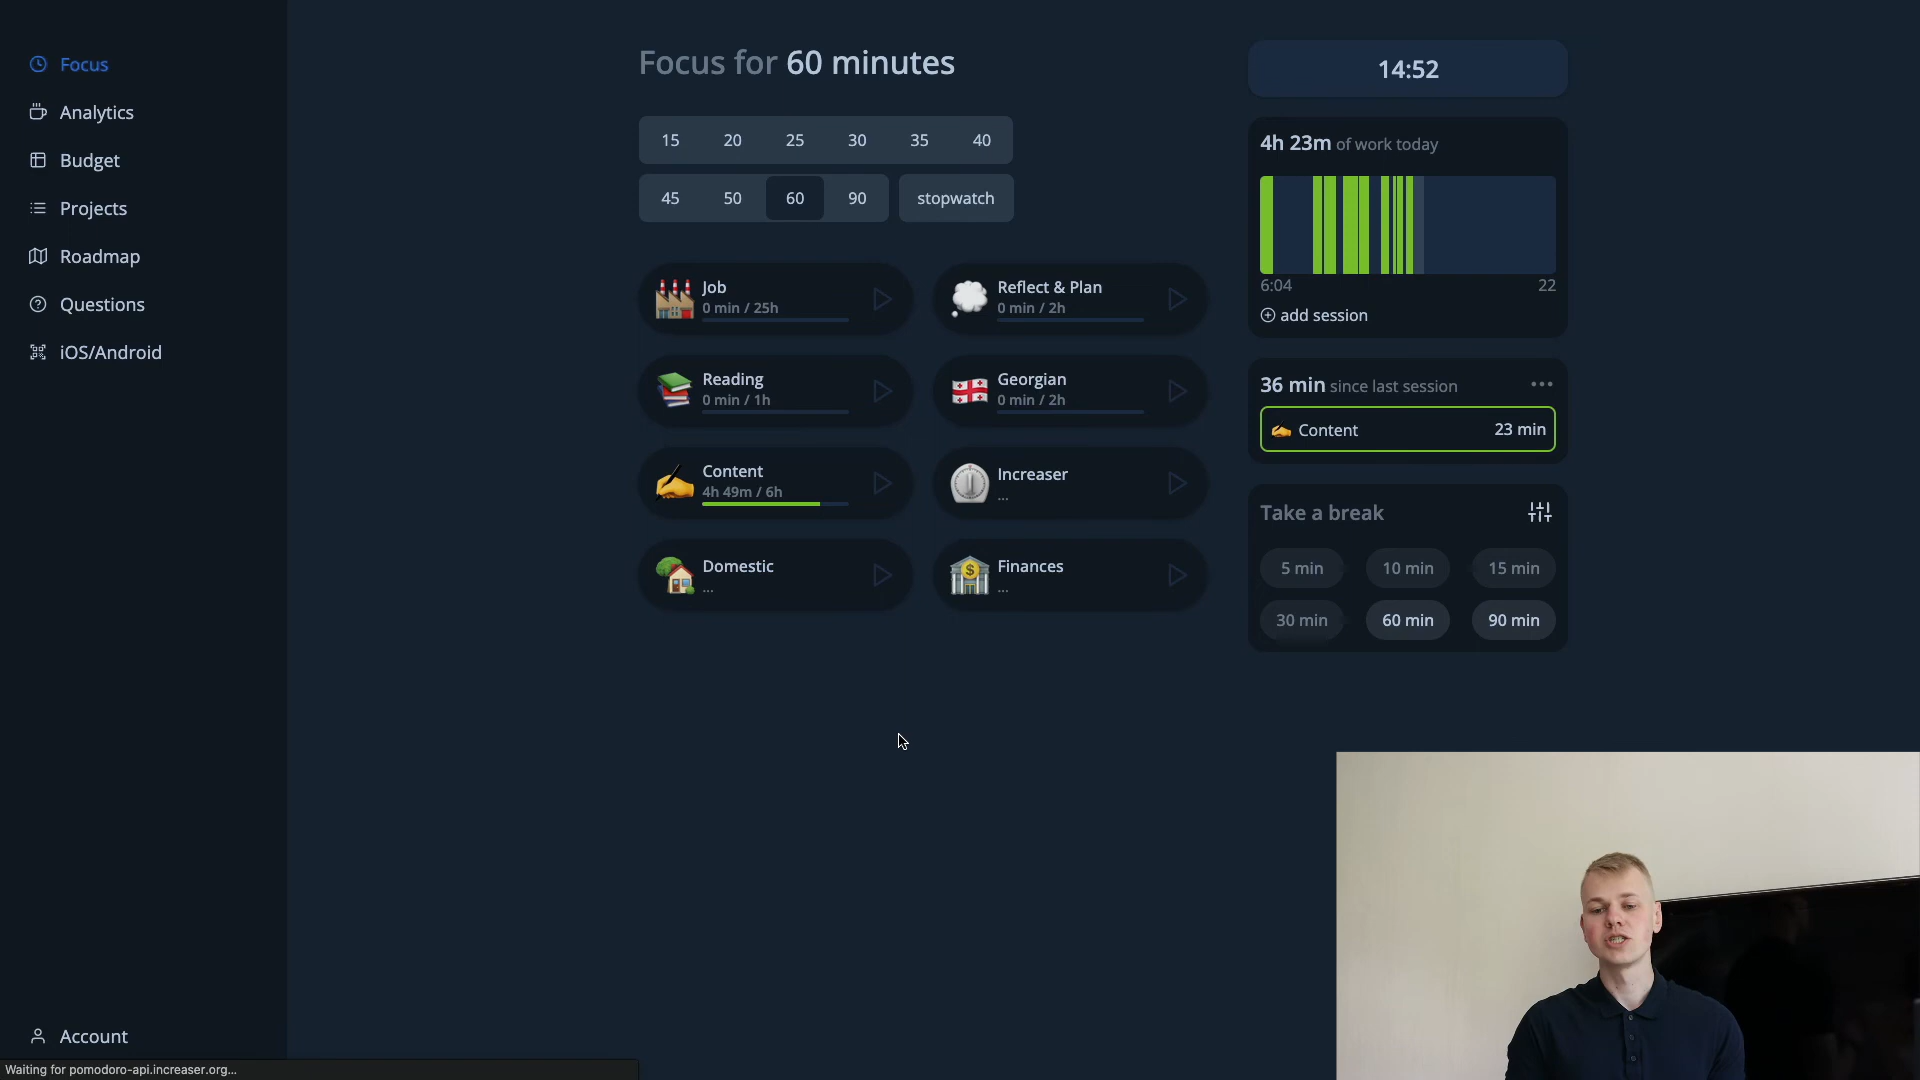 Focus
Analytics
Budget
Projects
Roadmap
Questions
iOS/Android
Account
Waiting for pomodoro-api.increaser.org...
Focus for 60 minutes
15 20 25 30 35 40
45 50 60 90 stopwatch
Job
0 min / 25h
Reflect & Plan
0 min / 2h
Reading
0 min / 1h
Georgian
0 min / 2h
Content
4h 49m / 6h
Increaser
...
Domestic
...
Finances
...
14:52
4h 23m of work today
6:04 22
add session
36 min since last session
Content 23 min
Take a break
5 min 10 min 15 min
30 min 60 min 90 min